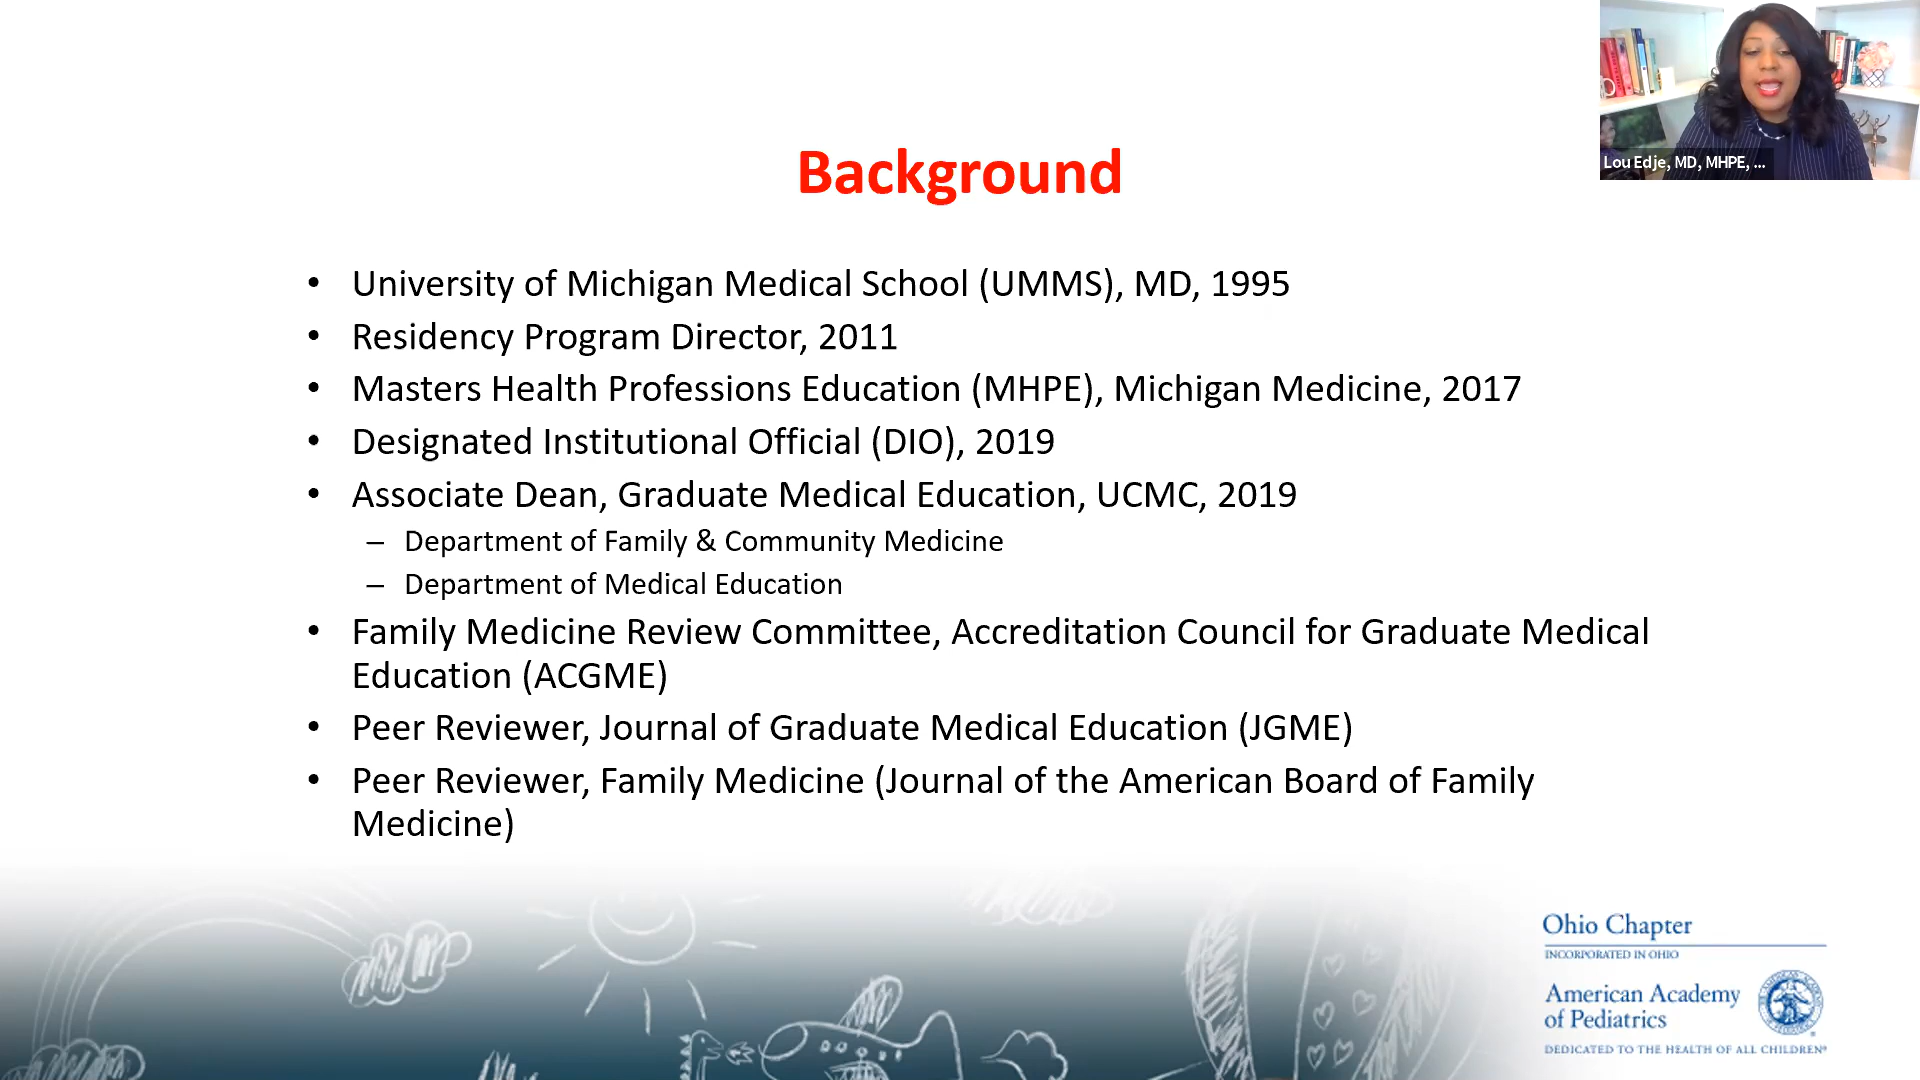 Lou Edje, MD, MHPE, ...
Background
• University of Michigan Medical School (UMMS), MD, 1995
• Residency Program Director, 2011
• Masters Health Professions Education (MHPE), Michigan Medicine, 2017
• Designated Institutional Official (DIO), 2019
• Associate Dean, Graduate Medical Education, UCMC, 2019
– Department of Family & Community Medicine
– Department of Medical Education
• Family Medicine Review Committee, Accreditation Council for Graduate Medical
Education (ACGME)
• Peer Reviewer, Journal of Graduate Medical Education (JGME)
• Peer Reviewer, Family Medicine (Journal of the American Board of Family
Medicine)
Ohio Chapter
INCORPORATED IN OHIO
American Academy
of Pediatrics
DEDICATED TO THE HEALTH OF ALL CHILDREN®